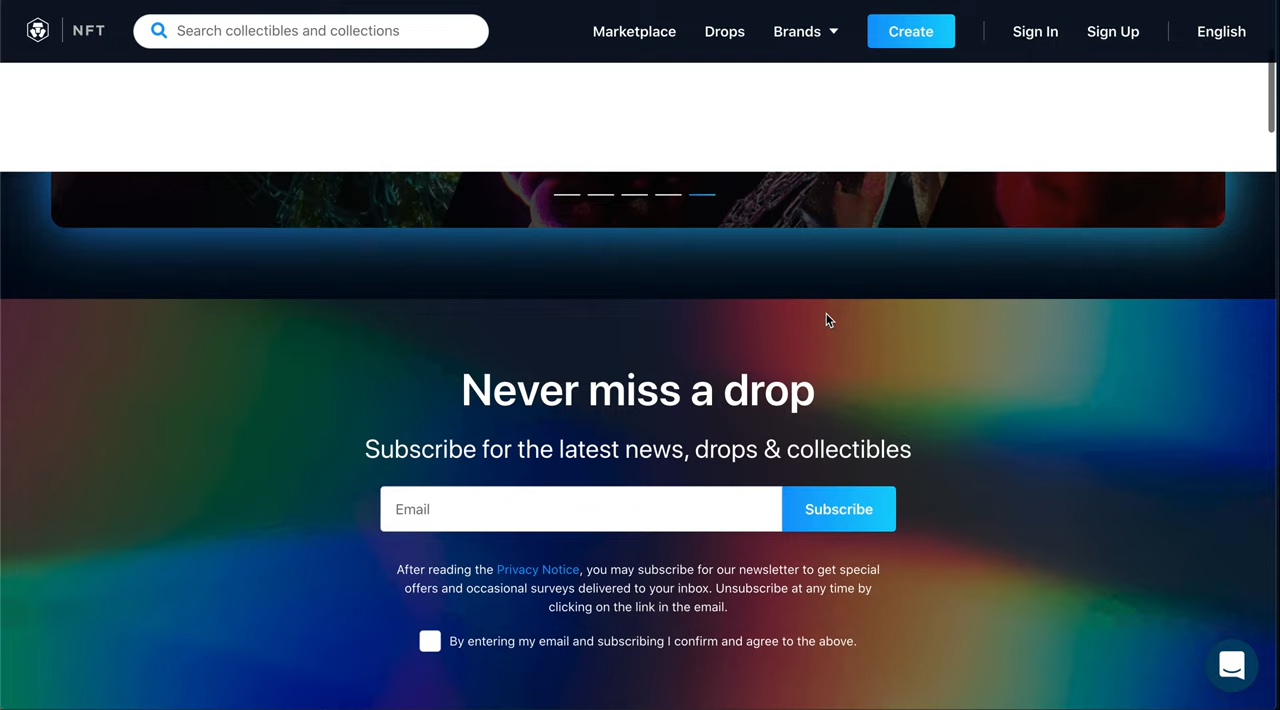 NFT
Search collectibles and collections
Marketplace
Drops
Brands
Create
Sign In
Sign Up
English
Never miss a drop
Subscribe for the latest news, drops & collectibles
Email
Subscribe
After reading the Privacy Notice, you may subscribe for our newsletter to get special
offers and occasional surveys delivered to your inbox. Unsubscribe at any time by
clicking on the link in the email.
By entering my email and subscribing I confirm and agree to the above.